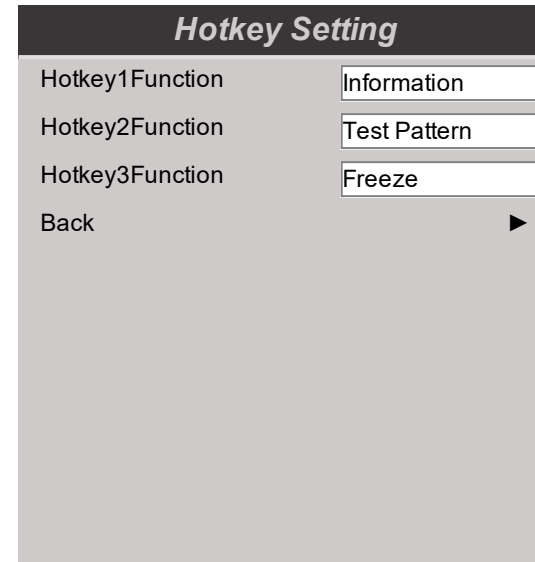 Hotkey Setting
Hotkey1Function Information
Hotkey2Function Test Pattern
Hotkey3Function Freeze
Back ►